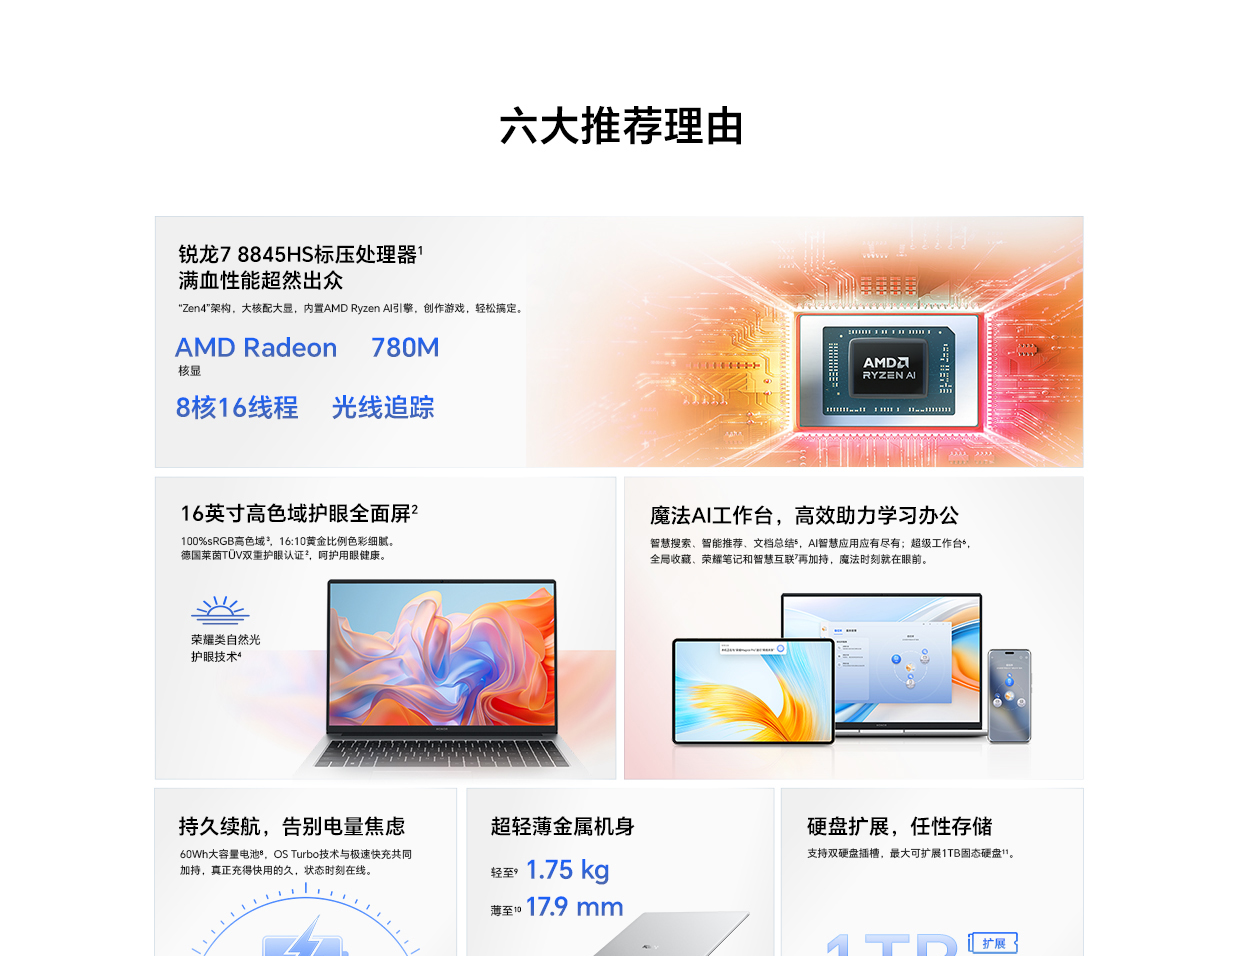 六大推荐理由
锐龙7 8845HS标压处理器¹
满血性能超然出众
“Zen4”架构，大核配大显，内置AMD Ryzen AI引擎，创作游戏，轻松搞定。
AMD Radeon 780M
核显
8核16线程 光线追踪
AMD
RYZEN AI
16英寸高色域护眼全面屏²
100%sRGB高色域³，16:10黄金比例色彩细腻。
德国莱茵TÜV双重护眼认证²，呵护用眼健康。
荣耀类自然光
护眼技术⁴
魔法AI工作台，高效助力学习办公
智慧搜索、智能推荐、文档总结⁵，AI智慧应用应有尽有；超级工作台⁶，
全局收藏、荣耀笔记和智慧互联⁷再加持，魔法时刻就在眼前。
持久续航，告别电量焦虑
60Wh大容量电池⁸，OS Turbo技术与极速快充共同
加持，真正充得快用的久，状态时刻在线。
超轻薄金属机身
轻至⁹ 1.75 kg
薄至¹⁰ 17.9 mm
硬盘扩展，任性存储
支持双硬盘插槽，最大可扩展1TB固态硬盘¹¹。
1TB 扩展